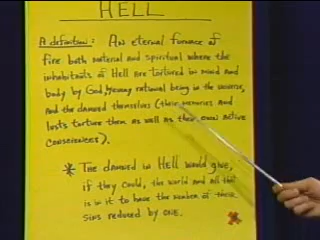 HELL
A definition: An eternal furnace of
fire both material and spiritual where the
inhabitants of Hell are tortured in mind and
body by God, every rational being in the universe,
and the damned themselves (their memories and
lusts torture them as well as their own active
consciences).
* The damned in Hell would give,
if they could, the world and all that
is in it to have the number of their
sins reduced by one.